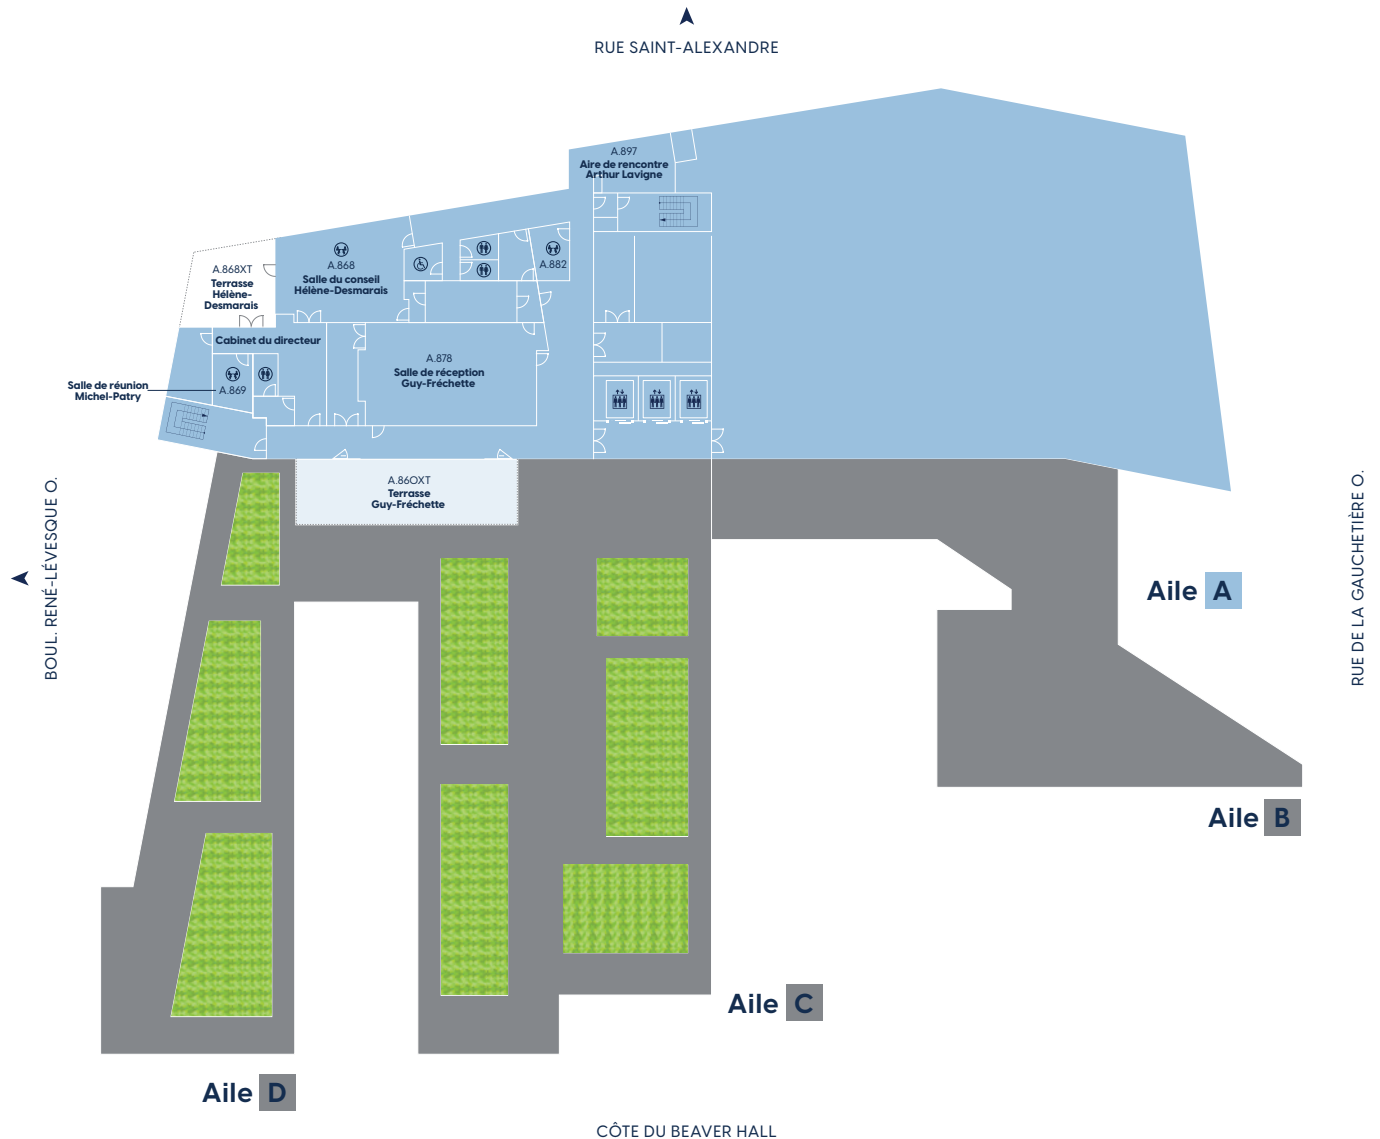 RUE SAINT-ALEXANDRE
A.897
Aire de rencontre
Arthur Lavigne
A.868XT
Terrasse
Hélène-
Desmarais
A.868
Salle du conseil
Hélène-Desmarais
A.882
Cabinet du directeur
A.878
Salle de réception
Guy-Fréchette
Salle de réunion
Michel-Patry
A.869
A.860XT
Terrasse
Guy-Fréchette
BOUL. RENÉ-LÉVESQUE O.
RUE DE LA GAUCHETIÈRE O.
Aile A
Aile B
Aile C
Aile D
CÔTE DU BEAVER HALL